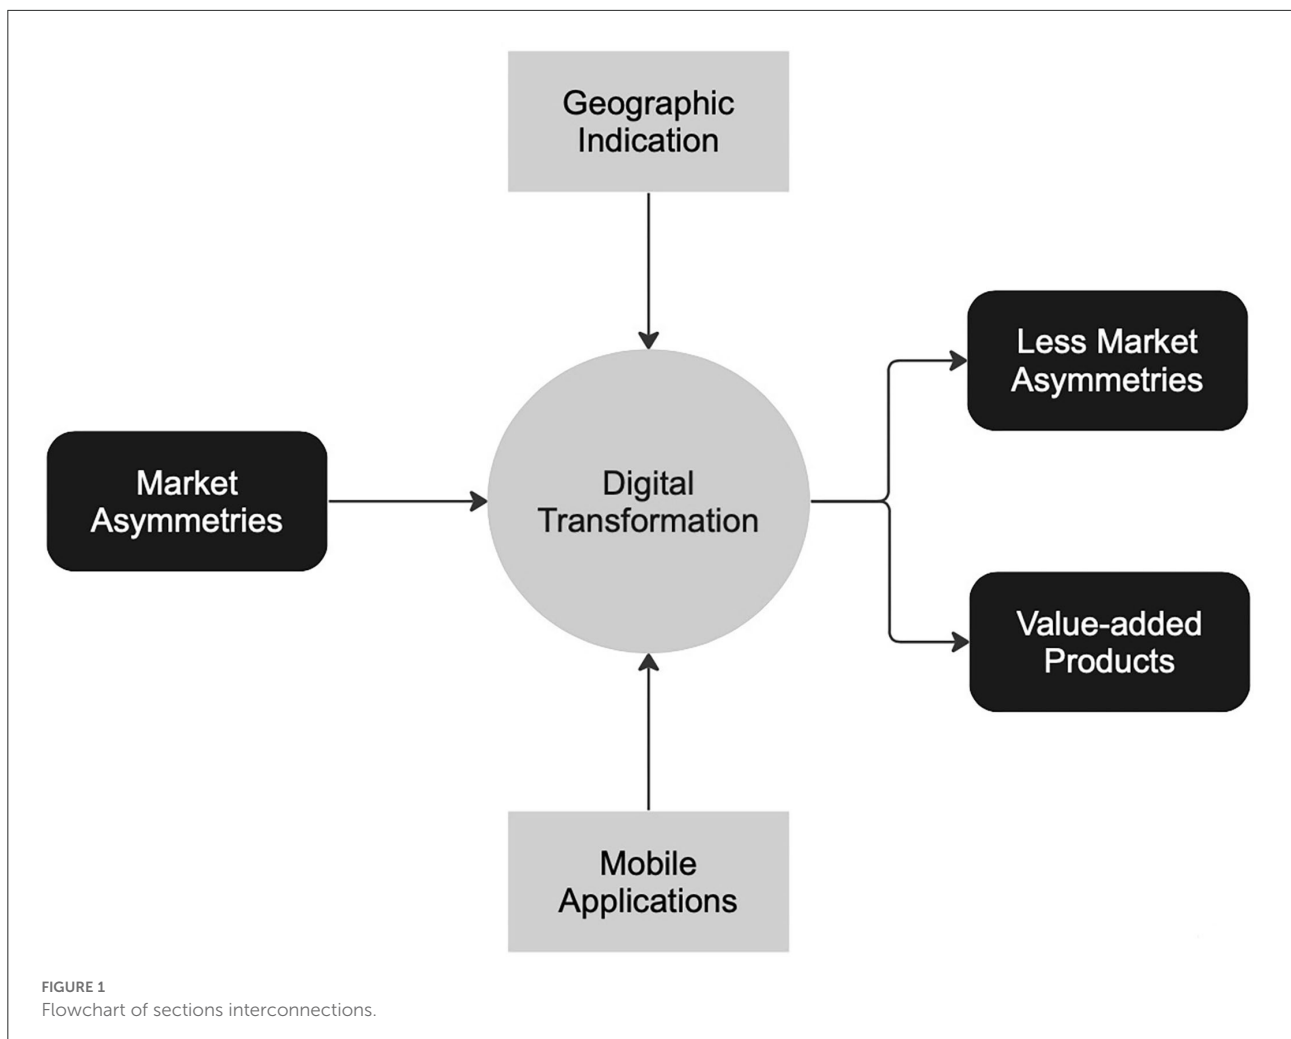 Geographic
Indication
Less Market
Asymmetries
Market
Asymmetries
Digital
Transformation
Value-added
Products
Mobile
Applications
FIGURE 1
Flowchart of sections interconnections.